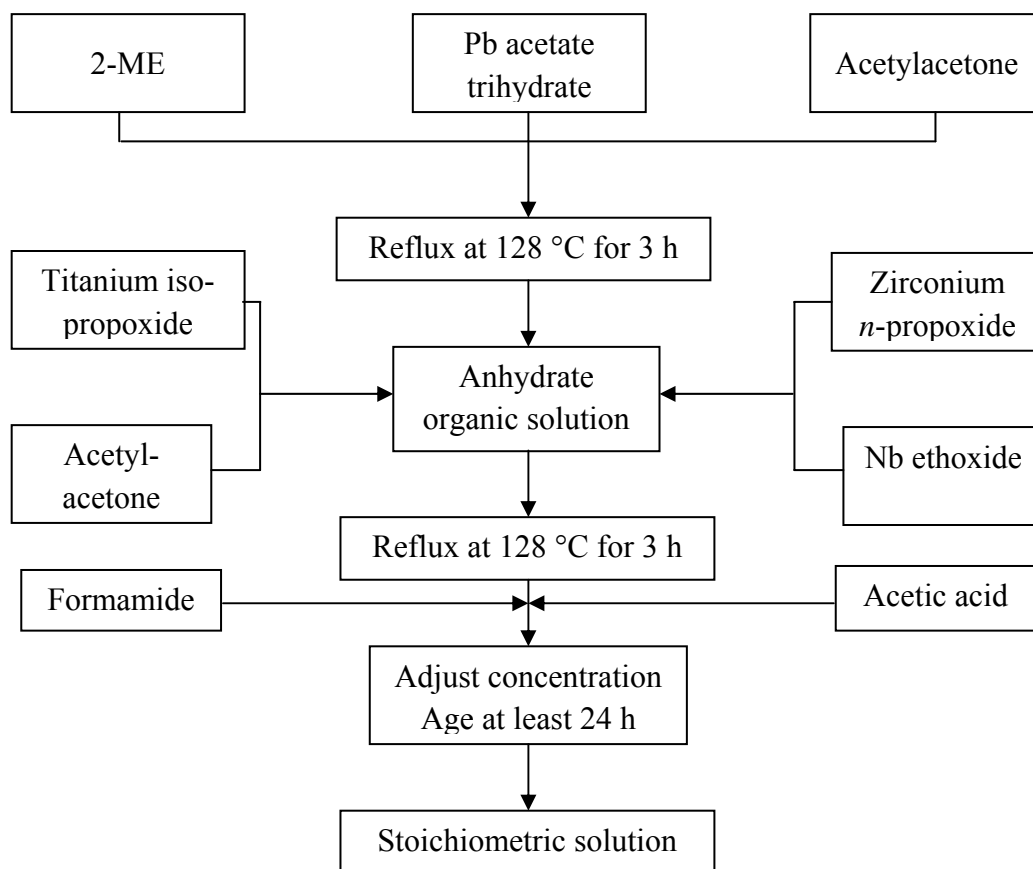 2-ME
Pb acetate
trihydrate
Acetylacetone
Reflux at 128 °C for 3 h
Titanium iso-
propoxide
Zirconium
n-propoxide
Anhydrate
organic solution
Acetyl-
acetone
Nb ethoxide
Reflux at 128 °C for 3 h
Formamide
Acetic acid
Adjust concentration
Age at least 24 h
Stoichiometric solution